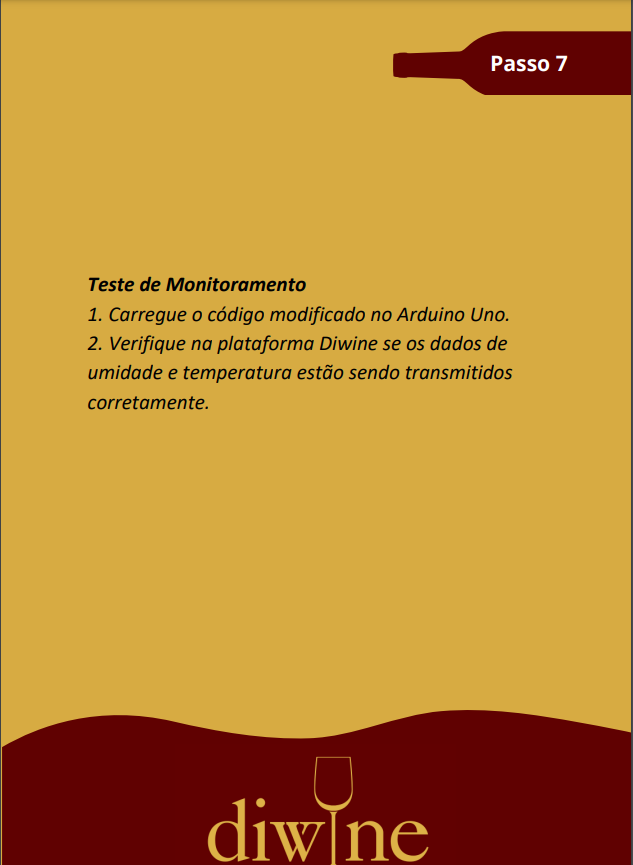 Passo 7
Teste de Monitoramento
1. Carregue o código modificado no Arduino Uno.
2. Verifique na plataforma Diwine se os dados de
umidade e temperatura estão sendo transmitidos
corretamente.
diwine